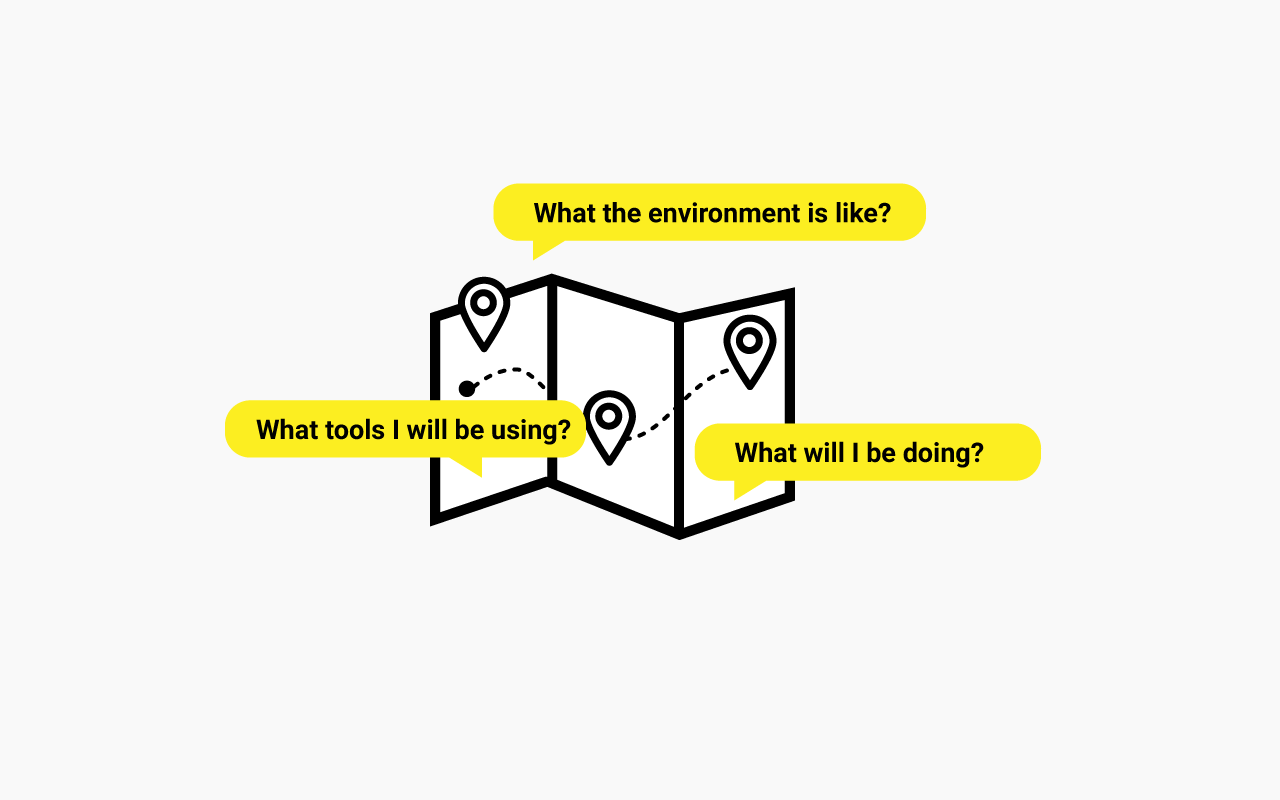 What the environment is like?
What tools I will be using?
What will I be doing?